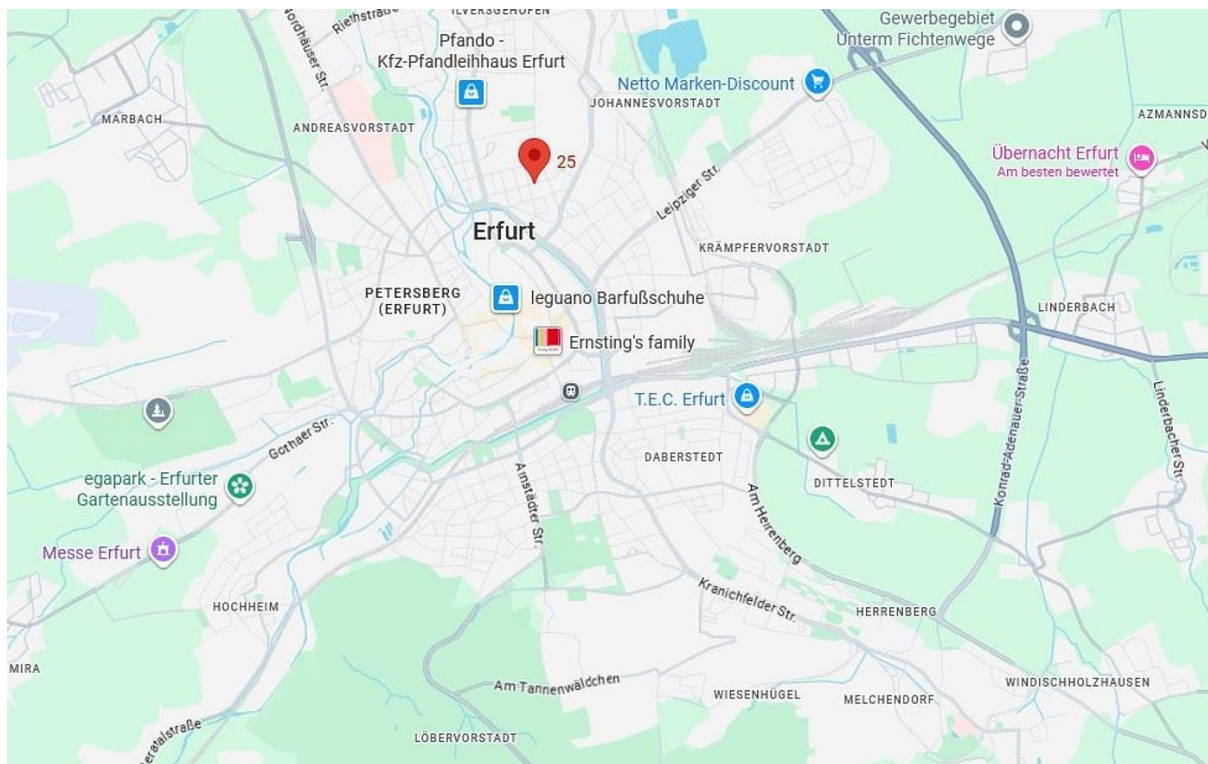 Nordhäuser Str.
Riethstraße
ILVERSGEHOFEN
Gewerbegebiet
Unterm Fichtenwege
Pfando -
Kfz-Pfandleihhaus Erfurt
Netto Marken-Discount
JOHANNESVORSTADT
MARBACH
ANDREASVORSTADT
AZMANNSD
Übernacht Erfurt
Am besten bewertet
25
Leipziger Str.
Erfurt
KRÄMPFERVORSTADT
PETERSBERG
(ERFURT)
leguano Barfußschuhe
LINDERBACH
Ernsting's family
T.E.C. Erfurt
Konrad-Adenauer-Straße
Linderbacher Str.
Gothaer Str.
DABERSTEDT
egapark - Erfurter
Gartenausstellung
DITTELSTEDT
Arnstädter Str.
Am Herrenberg
Messe Erfurt
Kranichfelder Str.
HOCHHEIM
HERRENBERG
MIRA
Am Tannenwäldchen
WIESENHÜGEL
MELCHENDORF
WINDISCHHOLZHAUSEN
eratalstraße
LÖBERVORSTADT